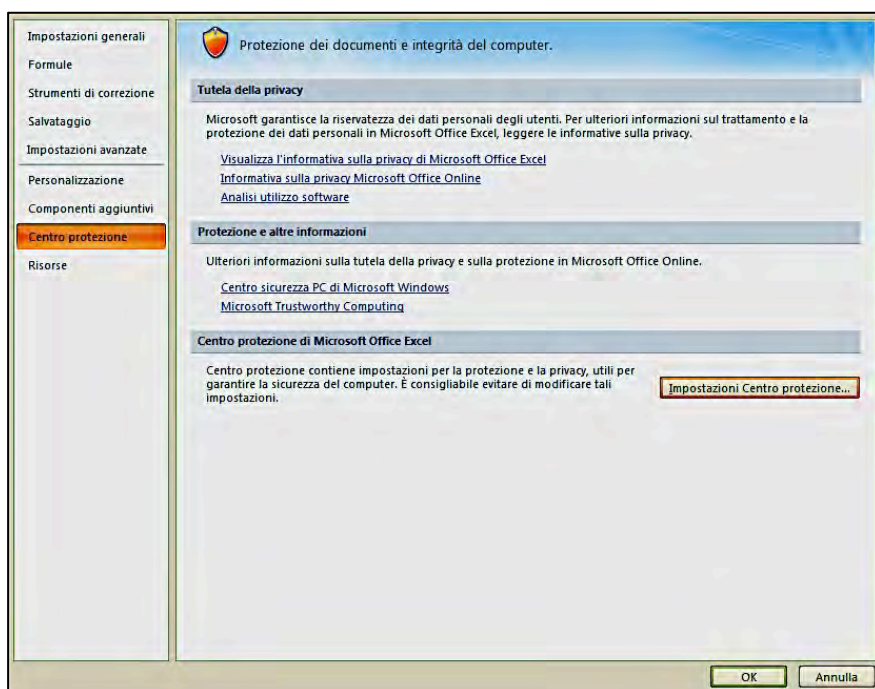 Impostazioni generali
Formule
Strumenti di correzione
Salvataggio
Impostazioni avanzate
Personalizzazione
Componenti aggiuntivi
Centro protezione
Risorse
Protezione dei documenti e integrità del computer.
Tutela della privacy
Microsoft garantisce la riservatezza dei dati personali degli utenti. Per ulteriori informazioni sul trattamento e la
protezione dei dati personali in Microsoft Office Excel, leggere le informative sulla privacy.
Visualizza l'informativa sulla privacy di Microsoft Office Excel
Informativa sulla privacy Microsoft Office Online
Analisi utilizzo software
Protezione e altre informazioni
Ulteriori informazioni sulla tutela della privacy e sulla protezione in Microsoft Office Online.
Centro sicurezza PC di Microsoft Windows
Microsoft Trustworthy Computing
Centro protezione di Microsoft Office Excel
Centro protezione contiene impostazioni per la protezione e la privacy, utili per
garantire la sicurezza del computer. È consigliabile evitare di modificare tali
impostazioni.
Impostazioni Centro protezione...
OK
Annulla